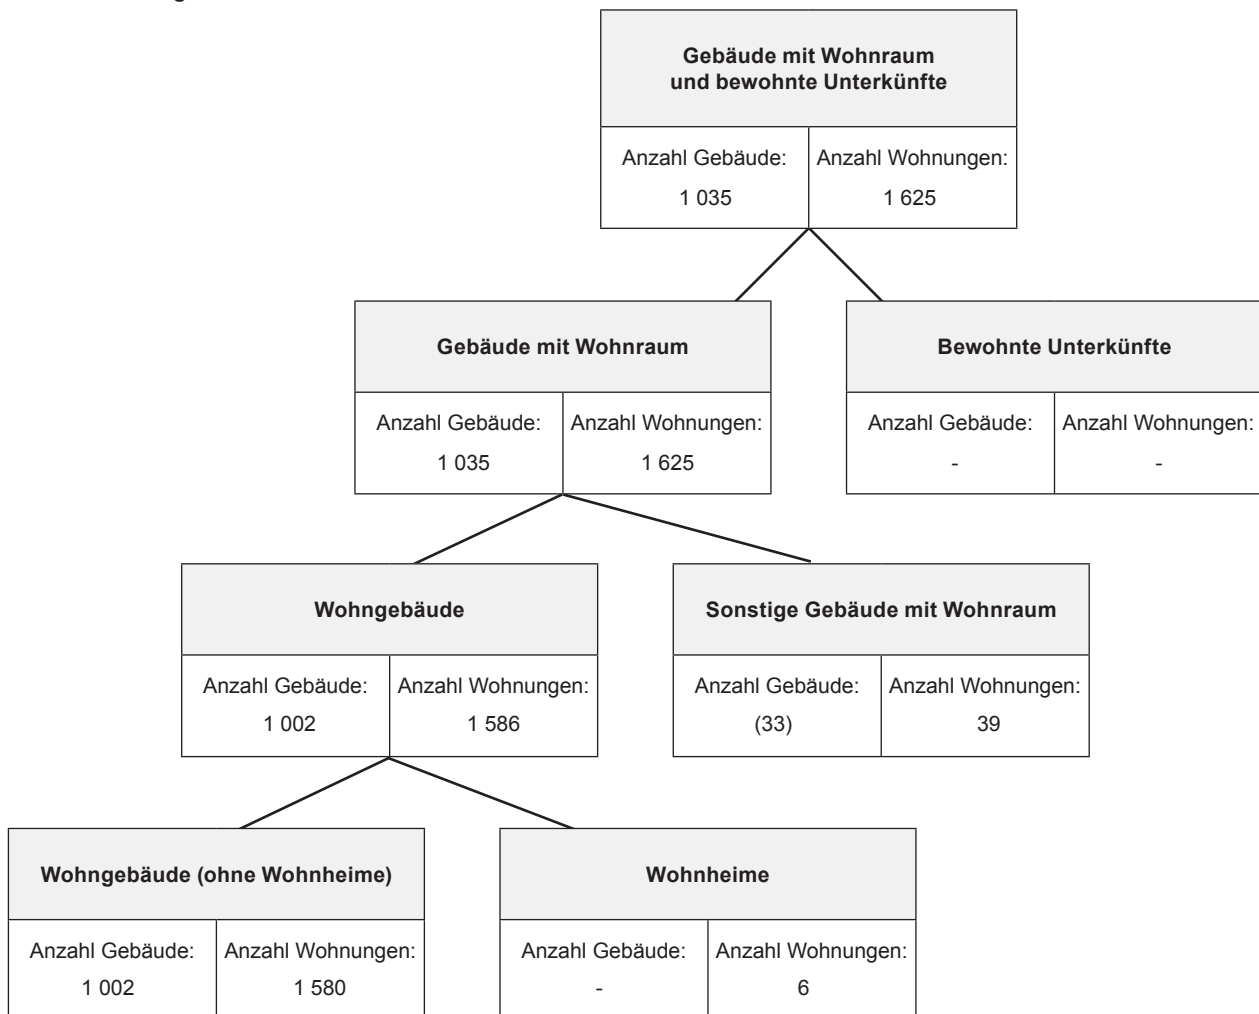 Gebäude mit Wohnraum
und bewohnte Unterkünfte
Anzahl Gebäude: Anzahl Wohnungen:
1 035 1 625
Gebäude mit Wohnraum Bewohnte Unterkünfte
Anzahl Gebäude: Anzahl Wohnungen: Anzahl Gebäude: Anzahl Wohnungen:
1 035 1 625 - -
Wohngebäude Sonstige Gebäude mit Wohnraum
Anzahl Gebäude: Anzahl Wohnungen: Anzahl Gebäude: Anzahl Wohnungen:
1 002 1 586 (33) 39
Wohngebäude (ohne Wohnheime) Wohnheime
Anzahl Gebäude: Anzahl Wohnungen: Anzahl Gebäude: Anzahl Wohnungen:
1 002 1 580 - 6